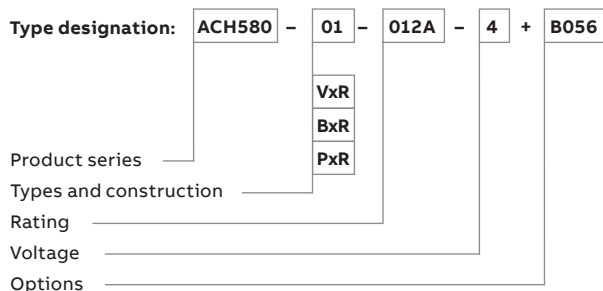 Type designation: ACH580 – 01 – 012A – 4 + B056
VxR
BxR
PxR
Product series
Types and construction
Rating
Voltage
Options